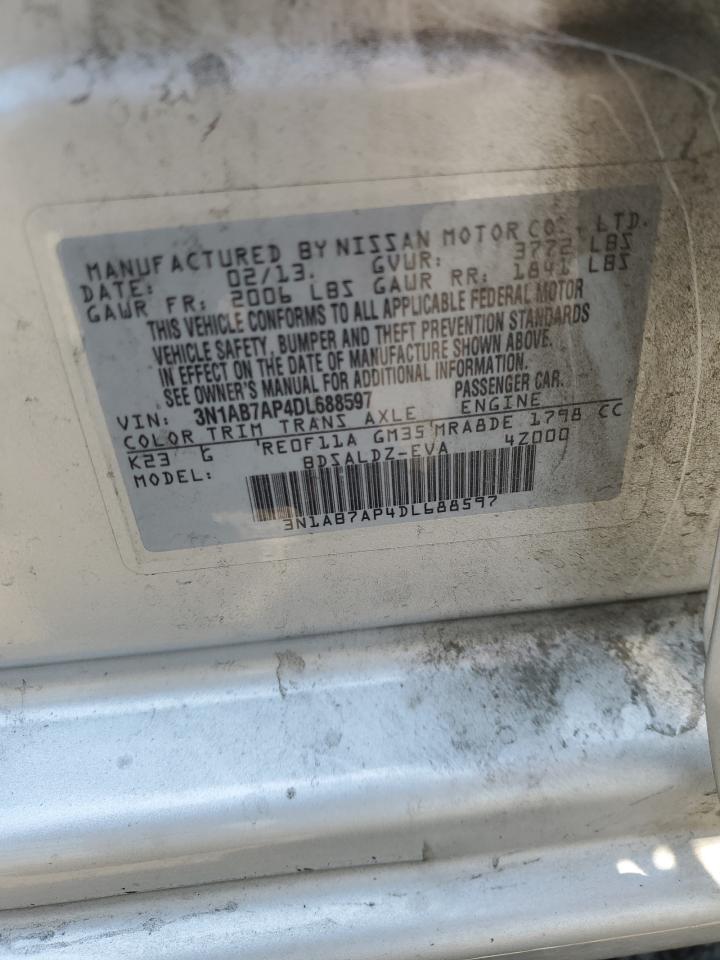 MANUFACTURED BY NISSAN MOTOR CO., LTD.
DATE: 02/13. GVWR: 3772 LBS
GAWR FR: 2006 LBS GAWR RR: 1841 LBS
THIS VEHICLE CONFORMS TO ALL APPLICABLE FEDERAL MOTOR
VEHICLE SAFETY, BUMPER AND THEFT PREVENTION STANDARDS
IN EFFECT ON THE DATE OF MANUFACTURE SHOWN ABOVE.
SEE OWNER'S MANUAL FOR ADDITIONAL INFORMATION
VIN: 3N1AB7AP4DL688597 PASSENGER CAR.
COLOR TRIM TRANS AXLE ENGINE
K23 G RE0F11A GM35 MRA8DE 1798 CC
MODEL: BDSALDZ-EVA 4Z000
3N1AB7AP4DL688597